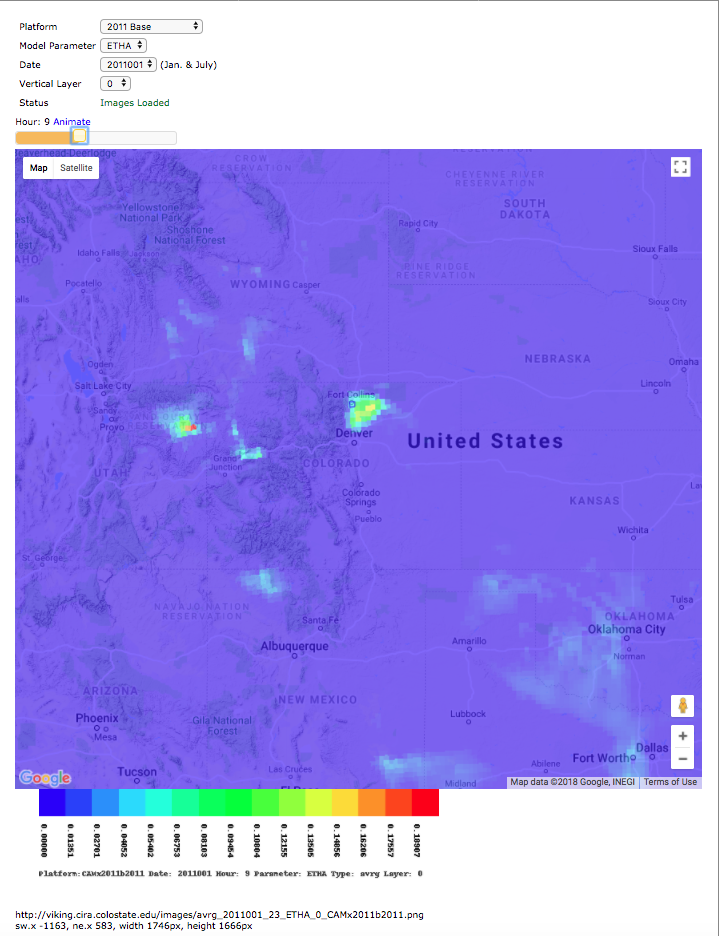 Platform 2011 Base
Model Parameter ETHA
Date 2011001 (Jan. & July)
Vertical Layer 0
Status Images Loaded
Hour: 9 Animate
Map Satellite
CROW
RESERVATION
CHEYENNE RIVER
RESERVATION
SOUTH
DAKOTA
Yellowstone
National Park
Shoshone
National Forest
Rapid City
Idaho Falls
Jackson
Sioux Falls
PINE RIDGE
RESERVATION
Pocatello
WYOMING
Casper
Sioux City
NEBRASKA
Ogden
Omaha
Salt Lake City
Lincoln
Sandy
Provo
Fort Collins
Denver
United States
Grand
Junction
COLORADO
UTAH
Colorado
Springs
KANSAS
Pueblo
Wichita
St. George
NAVAJO NATION
RESERVATION
Tulsa
Santa Fe
OKLAHOMA
Oklahoma City
Albuquerque
Amarillo
Norman
ARIZONA
NEW MEXICO
Phoenix
Mesa
Gila National
Forest
Lubbock
Dallas
Fort Worth
Abilene
Tucson
Las Cruces
Midland
Google
Map data ©2018 Google, INEGI
Terms of Use
0.00000
0.01351
0.02701
0.04052
0.05402
0.06753
0.08103
0.09454
0.10804
0.12155
0.13505
0.14856
0.16206
0.17557
0.18907
Platform:CAMx2011b2011 Date: 2011001 Hour: 9 Parameter: ETHA Type: avrg Layer: 0
http://viking.cira.colostate.edu/images/avrg_2011001_23_ETHA_0_CAMx2011b2011.png
sw.x -1163, ne.x 583, width 1746px, height 1666px